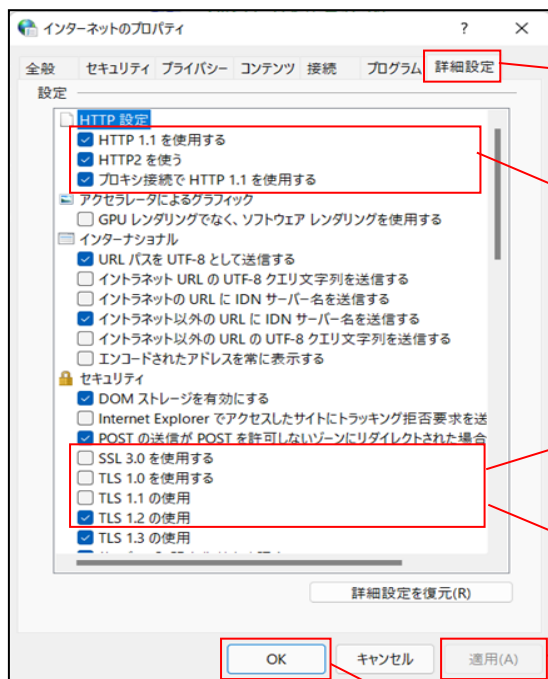 インターネットのプロパティ
全般 セキュリティ プライバシー コンテンツ 接続 プログラム 詳細設定
設定
HTTP 設定
HTTP 1.1 を使用する
HTTP2 を使う
プロキシ接続で HTTP 1.1 を使用する
アクセラレータによるグラフィック
GPU レンダリングでなく、ソフトウェア レンダリングを使用する
インターナショナル
URL パスを UTF-8 として送信する
イントラネット URL の UTF-8 クエリ文字列を送信する
イントラネットの URL に IDN サーバー名を送信する
イントラネット以外の URL に IDN サーバー名を送信する
イントラネット以外の URL の UTF-8 クエリ文字列を送信する
エンコードされたアドレスを常に表示する
セキュリティ
DOM ストレージを有効にする
Internet Explorer でアクセスしたサイトにトラッキング拒否要求を送
POST の送信が POST を許可しないゾーンにリダイレクトされた場合
SSL 3.0 を使用する
TLS 1.0 を使用する
TLS 1.1 の使用
TLS 1.2 の使用
TLS 1.3 の使用
詳細設定を復元(R)
OK キャンセル 適用(A)